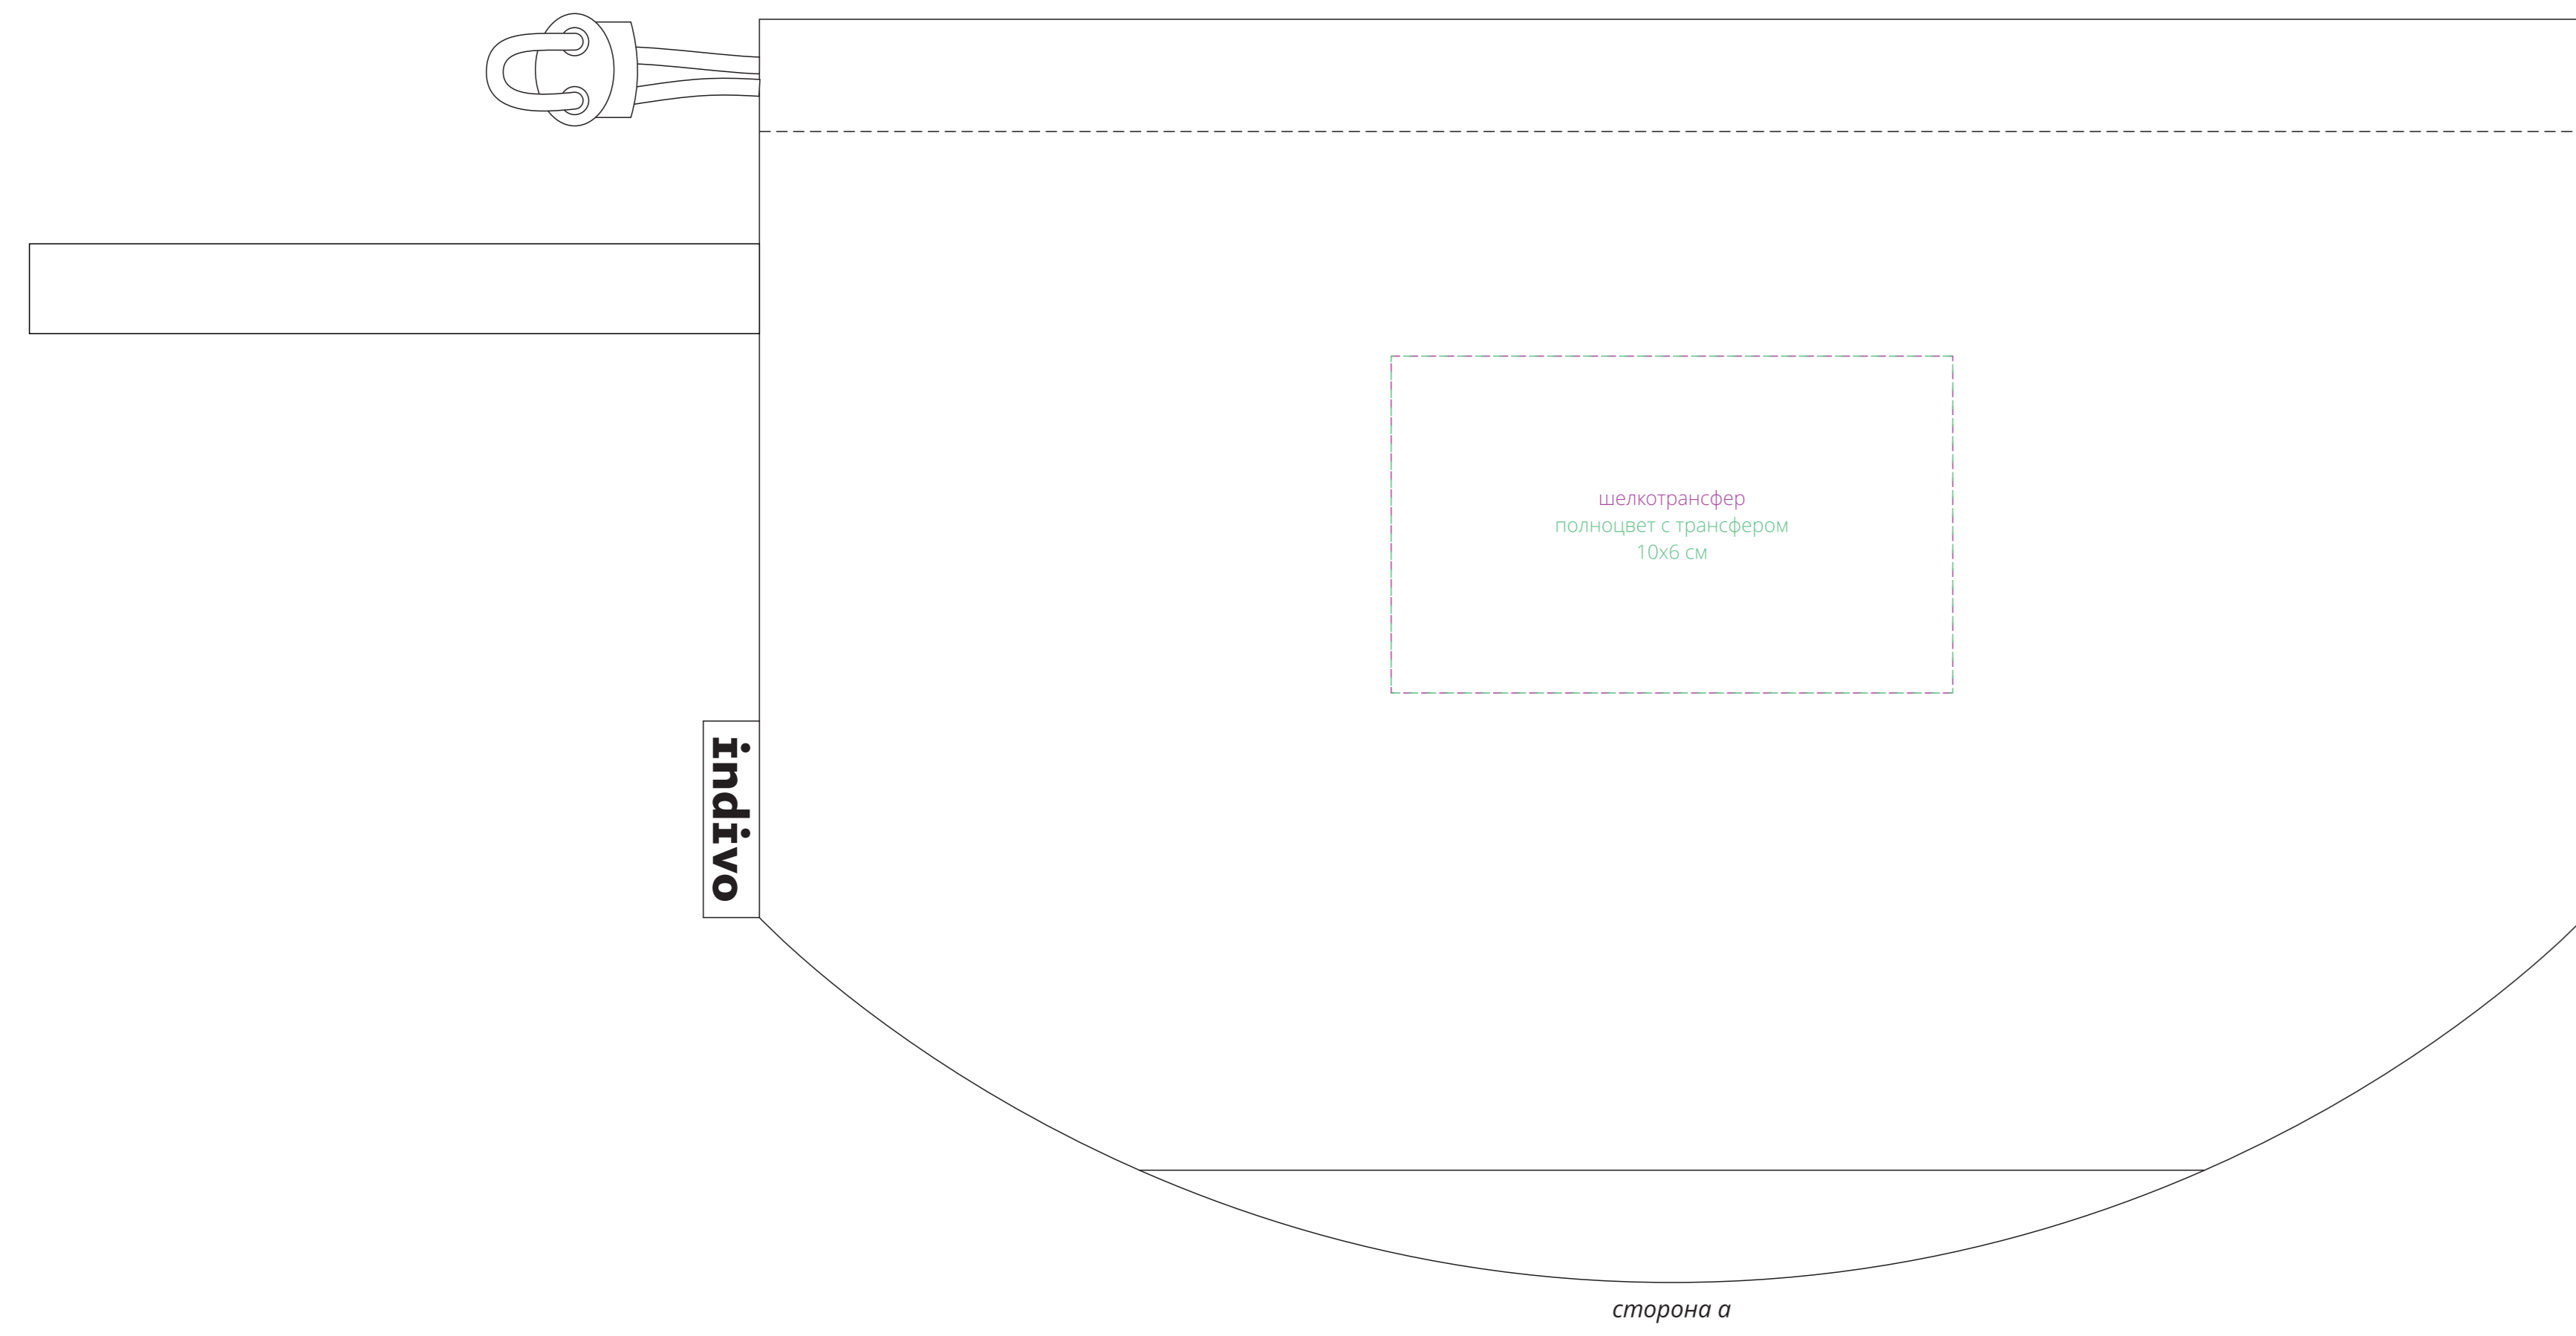 шелкотрансфер
полноцвет с трансфером
10х6 см
indivo
сторона а